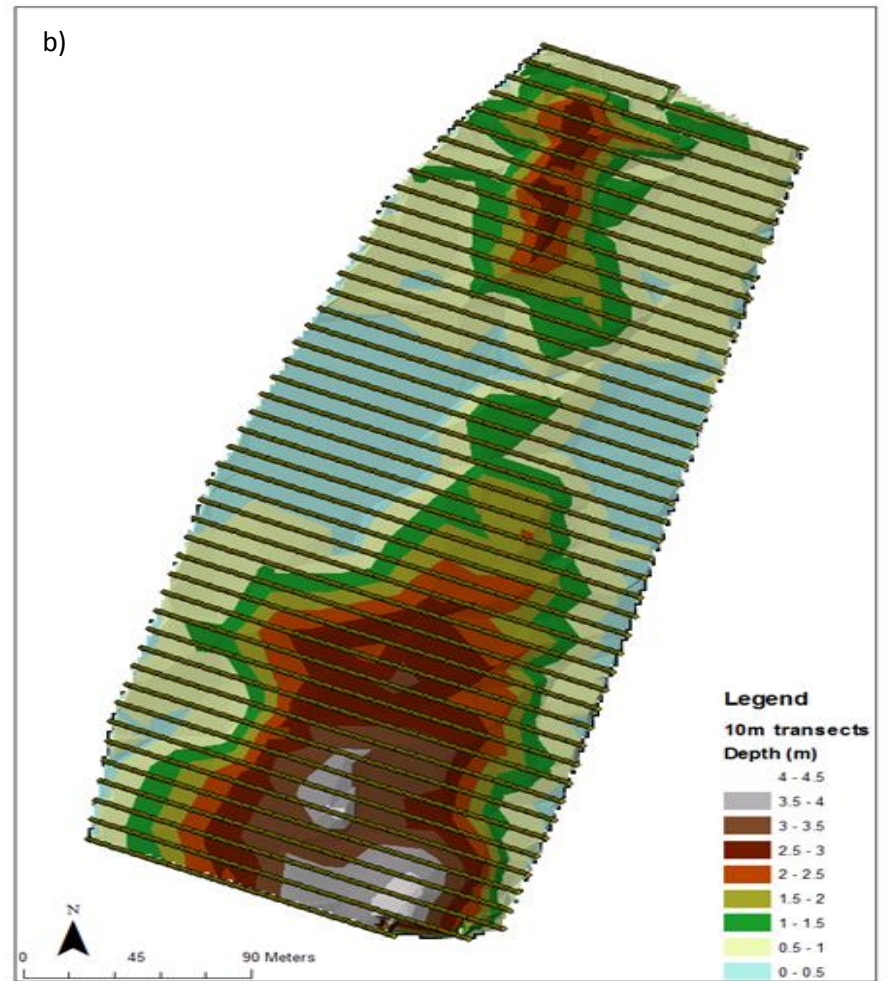 b)
Legend
10m transects
Depth (m)
4 - 4.5
3.5 - 4
3 - 3.5
2.5 - 3
2 - 2.5
1.5 - 2
1 - 1.5
0.5 - 1
0 - 0.5
N
0 45 90 Meters